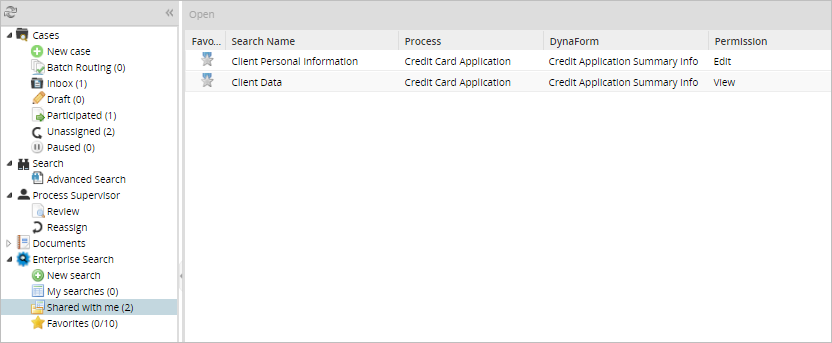 «
Open
Cases
New case
Batch Routing (0)
Inbox (1)
Draft (0)
Participated (1)
Unassigned (2)
Paused (0)
Search
Advanced Search
Process Supervisor
Review
Reassign
Documents
Enterprise Search
New search
My searches (0)
Shared with me (2)
Favorites (0/10)
Favo... Search Name Process DynaForm Permission
Client Personal Information Credit Card Application Credit Application Summary Info Edit
Client Data Credit Card Application Credit Application Summary Info View